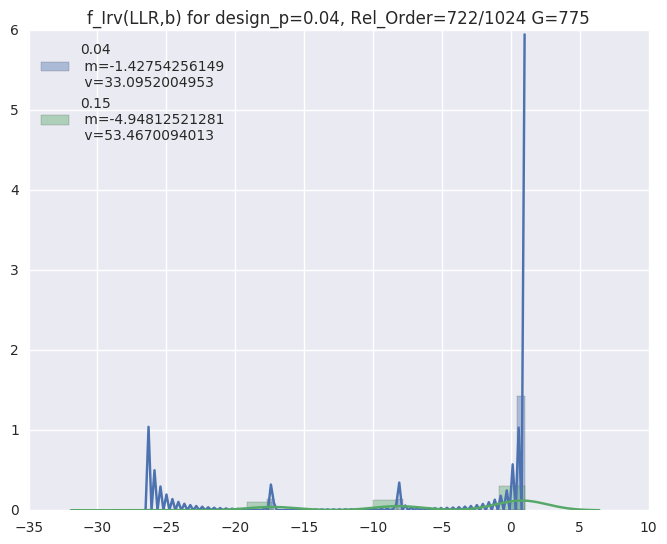 f_Irv(LLR,b) for design_p=0.04, Rel_Order=722/1024 G=775
0.04
m=-1.42754256149
v=33.0952004953
0.15
m=-4.94812521281
v=53.4670094013
6
5
4
3
2
1
0
−35 −30 −25 −20 −15 −10 −5 0 5 10